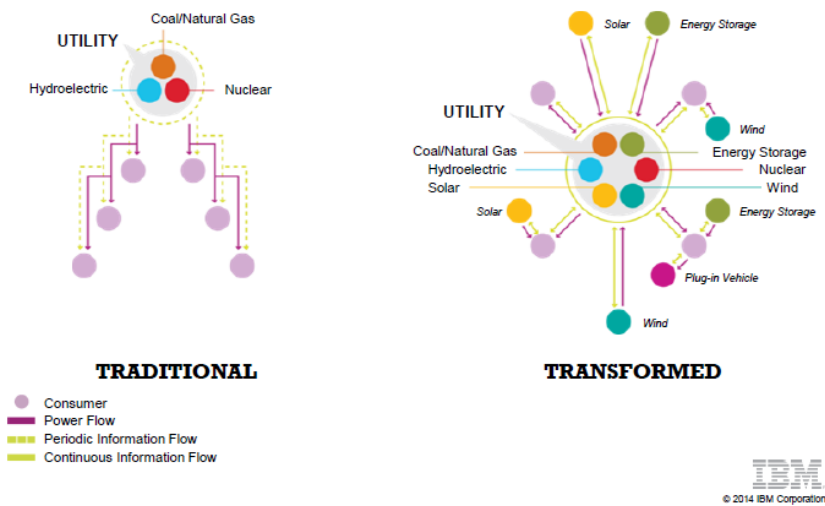 Coal/Natural Gas
UTILITY
Hydroelectric
Nuclear
Solar
Energy Storage
UTILITY
Wind
Coal/Natural Gas
Energy Storage
Hydroelectric
Nuclear
Solar
Wind
Solar
Energy Storage
Plug-in Vehicle
Wind
TRADITIONAL
TRANSFORMED
Consumer
Power Flow
Periodic Information Flow
Continuous Information Flow
IBM
© 2014 IBM Corporation